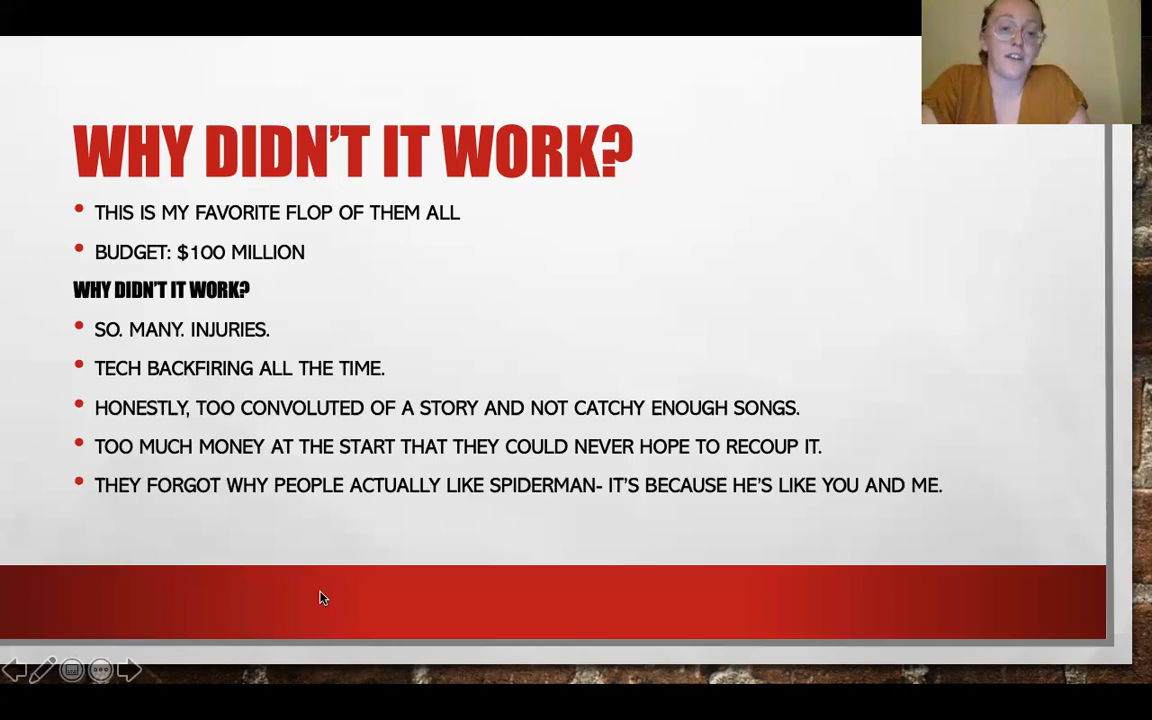 WHY DIDN'T IT WORK?
THIS IS MY FAVORITE FLOP OF THEM ALL
BUDGET: $100 MILLION
WHY DIDN'T IT WORK?
SO. MANY. INJURIES.
TECH BACKFIRING ALL THE TIME.
HONESTLY, TOO CONVOLUTED OF A STORY AND NOT CATCHY ENOUGH SONGS.
TOO MUCH MONEY AT THE START THAT THEY COULD NEVER HOPE TO RECOUP IT.
THEY FORGOT WHY PEOPLE ACTUALLY LIKE SPIDERMAN- IT'S BECAUSE HE'S LIKE YOU AND ME.